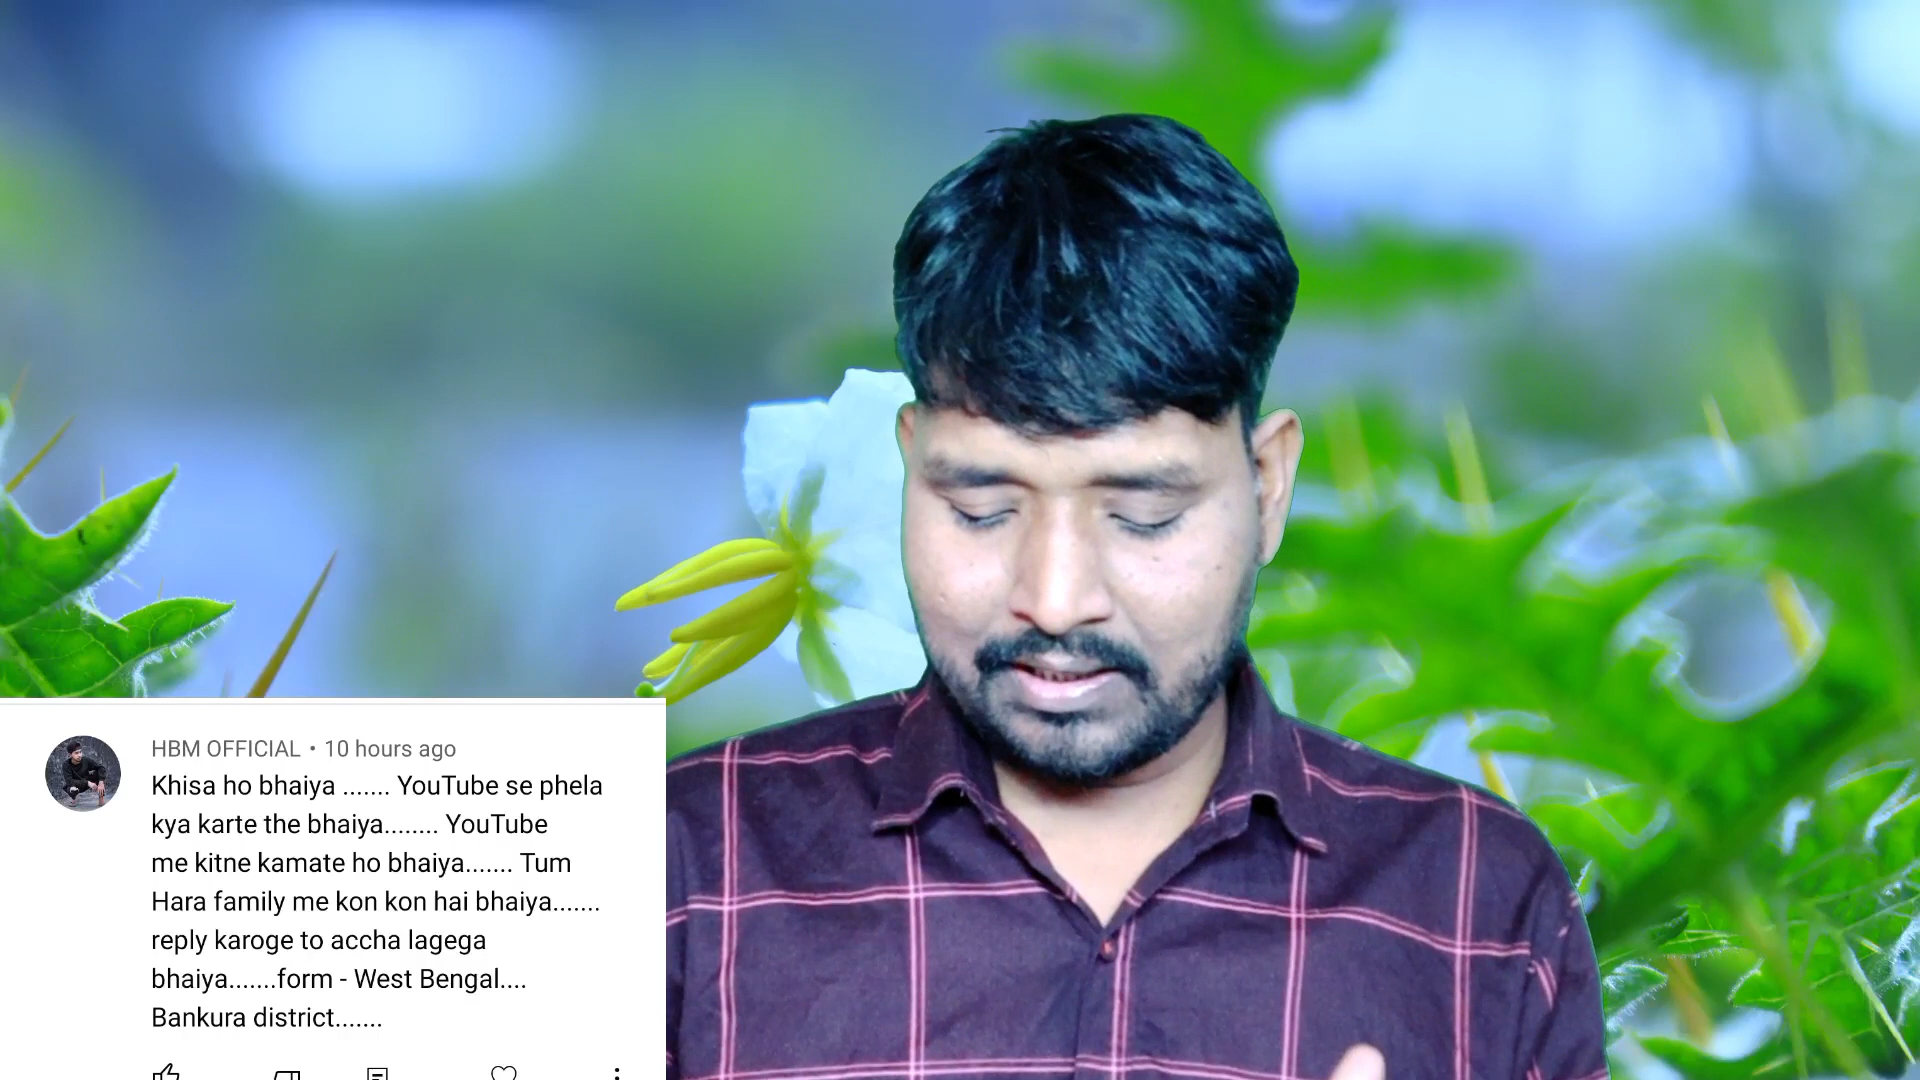 HBM OFFICIAL • 10 hours ago
Khisa ho bhaiya ....... YouTube se phela
kya karte the bhaiya........ YouTube
me kitne kamate ho bhaiya....... Tum
Hara family me kon kon hai bhaiya.......
reply karoge to accha lagega
bhaiya.......form - West Bengal....
Bankura district.......